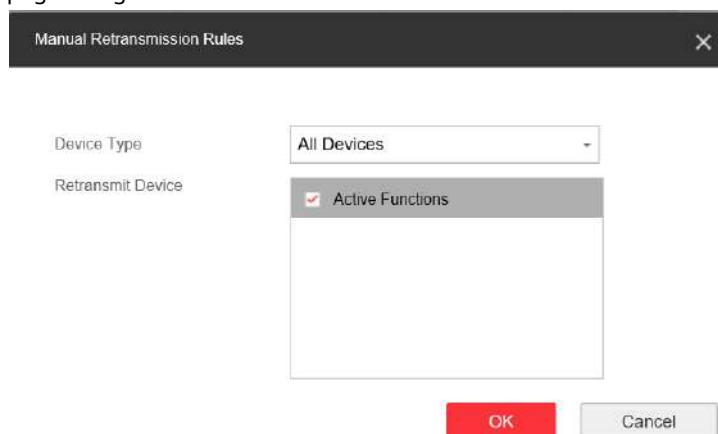 Manual Retransmission Rules
Device Type
All Devices
Retransmit Device
Active Functions
OK
Cancel